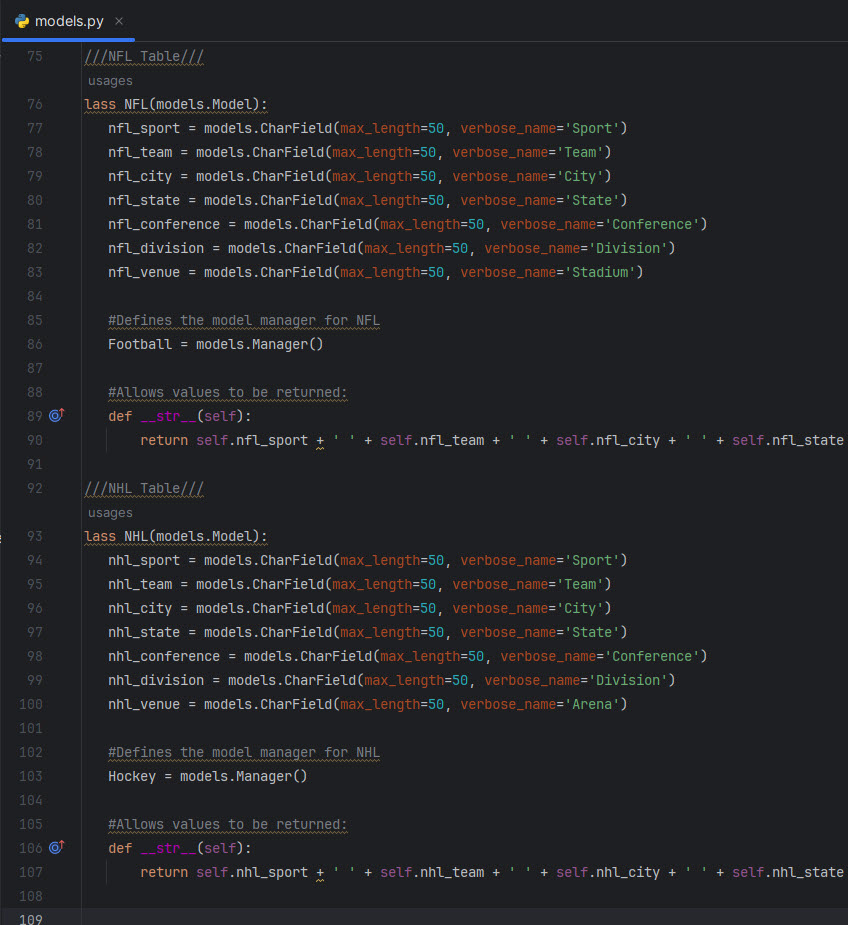 models.py ×
75 ///NFL Table///
usages
76 lass NFL(models.Model):
77 nfl_sport = models.CharField(max_length=50, verbose_name='Sport')
78 nfl_team = models.CharField(max_length=50, verbose_name='Team')
79 nfl_city = models.CharField(max_length=50, verbose_name='City')
80 nfl_state = models.CharField(max_length=50, verbose_name='State')
81 nfl_conference = models.CharField(max_length=50, verbose_name='Conference')
82 nfl_division = models.CharField(max_length=50, verbose_name='Division')
83 nfl_venue = models.CharField(max_length=50, verbose_name='Stadium')
84
85 #Defines the model manager for NFL
86 Football = models.Manager()
87
88 #Allows values to be returned:
89 def __str__(self):
90 return self.nfl_sport + ' ' + self.nfl_team + ' ' + self.nfl_city + ' ' + self.nfl_state
91
92 ///NHL Table///
usages
93 lass NHL(models.Model):
94 nhl_sport = models.CharField(max_length=50, verbose_name='Sport')
95 nhl_team = models.CharField(max_length=50, verbose_name='Team')
96 nhl_city = models.CharField(max_length=50, verbose_name='City')
97 nhl_state = models.CharField(max_length=50, verbose_name='State')
98 nhl_conference = models.CharField(max_length=50, verbose_name='Conference')
99 nhl_division = models.CharField(max_length=50, verbose_name='Division')
100 nhl_venue = models.CharField(max_length=50, verbose_name='Arena')
101
102 #Defines the model manager for NHL
103 Hockey = models.Manager()
104
105 #Allows values to be returned:
106 def __str__(self):
107 return self.nhl_sport + ' ' + self.nhl_team + ' ' + self.nhl_city + ' ' + self.nhl_state
108
109